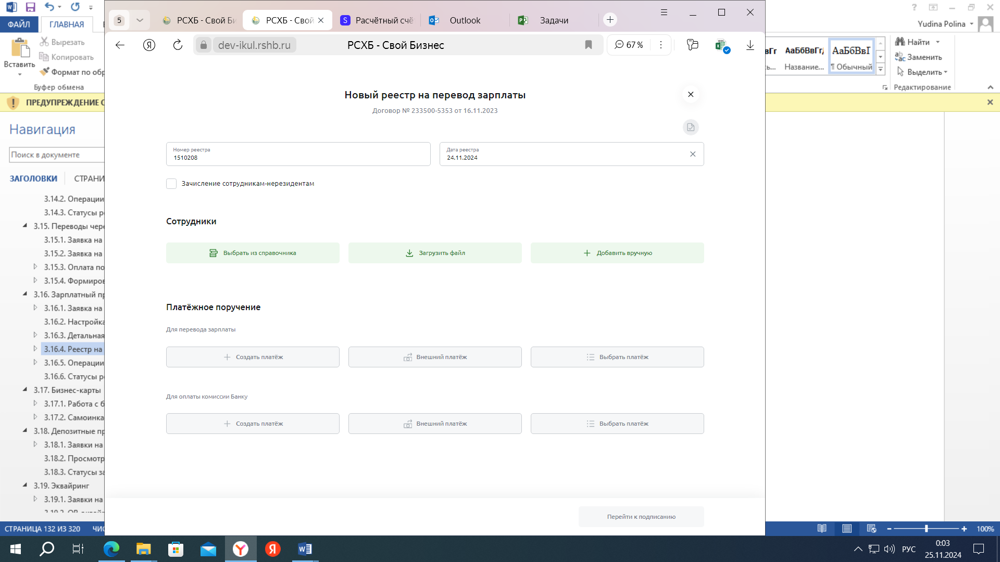 5
РСХБ - Свой Би
РСХБ - Свой
S
Расчётный счё
Outlook
Задачи
ФАЙЛ
ГЛАВНАЯ
Yudina Polina
Я
dev-ikul.rshb.ru
РСХБ - Свой Бизнес
67 %
Вставить
Вырезать
Копировать
Формат по обр
Буфер обмена
АаБбВвГг
Название...
АаБбВвГ
¶ Обычный
Найти
Заменить
Выделить
Редактирование
ПРЕДУПРЕЖДЕНИЕ С
Навигация
Поиск в документе
ЗАГОЛОВКИ
СТРАНИ
3.14.2. Операции
3.14.3. Статусы р
3.15. Переводы чере
3.15.1. Заявка на
3.15.2. Заявка на
3.15.3. Оплата по
3.15.4. Формиров
3.16. Зарплатный пр
3.16.1. Заявка на
3.16.2. Настройка
3.16.3. Детальная
3.16.4. Реестр на
3.16.5. Операции
3.16.6. Статусы р
3.17. Бизнес-карты
3.17.1. Работа с б
3.17.2. Самоинка
3.18. Депозитные пр
3.18.1. Заявки на
3.18.2. Просмотр
3.18.3. Статусы за
3.19. Эквайринг
3.19.1. Заявки на
Новый реестр на перевод зарплаты
Договор № 233500-5353 от 16.11.2023
Номер реестра
1510208
Дата реестра
24.11.2024
Зачисление сотрудникам-нерезидентам
Сотрудники
Выбрать из справочника
Загрузить файл
Добавить вручную
Платёжное поручение
Для перевода зарплаты
Создать платёж
Внешний платёж
Выбрать платёж
Для оплаты комиссии Банку
Создать платёж
Внешний платёж
Выбрать платёж
Перейти к подписанию
СТРАНИЦА 132 ИЗ 320
ЧИС
100%
РУС
0:03
25.11.2024